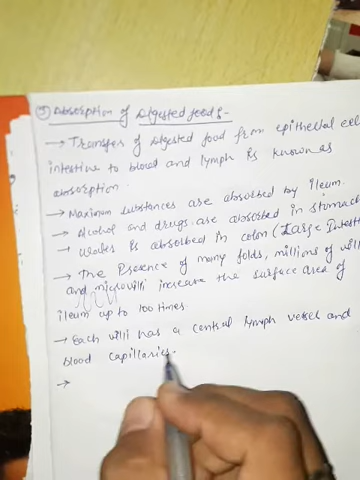 ③ Absorption of Digested food :-
→ Transfer of digested food from epithelial cell
intestine to blood and lymph is known as
absorption.
→ Maximum substances are absorbed by ileum.
→ Alcohol and drugs are absorbed in stomach
→ Water is absorbed in colon (Large Intesti
→ The Presence of many folds, millions of villi
and microvilli increase the surface area of
ileum up to 100 times.
→ Each villi has a central lymph vessel and
blood capillaries.
→